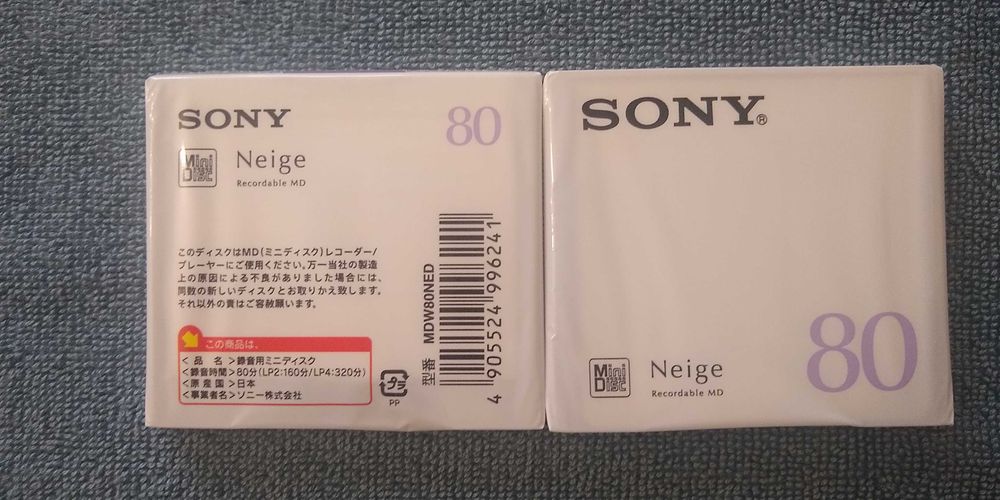 SONY
80
Mini Disc
Neige
Recordable MD
このディスクはMD(ミニディスク)レコーダー/
プレーヤーにご使用ください。万一当社の製造
上の原因による不良がありました場合には、
同数の新しいディスクとお取りかえ致します。
それ以外の責はご容赦願います。
この商品は、
<品 名>録音用ミニディスク
<録音時間>80分(LP2:160分/LP4:320分)
<原 産 国>日本
<事業者名>ソニー株式会社
PP
型番 MDW80NED
4 905524 996241
SONY®
Mini Disc
Neige
Recordable MD
80